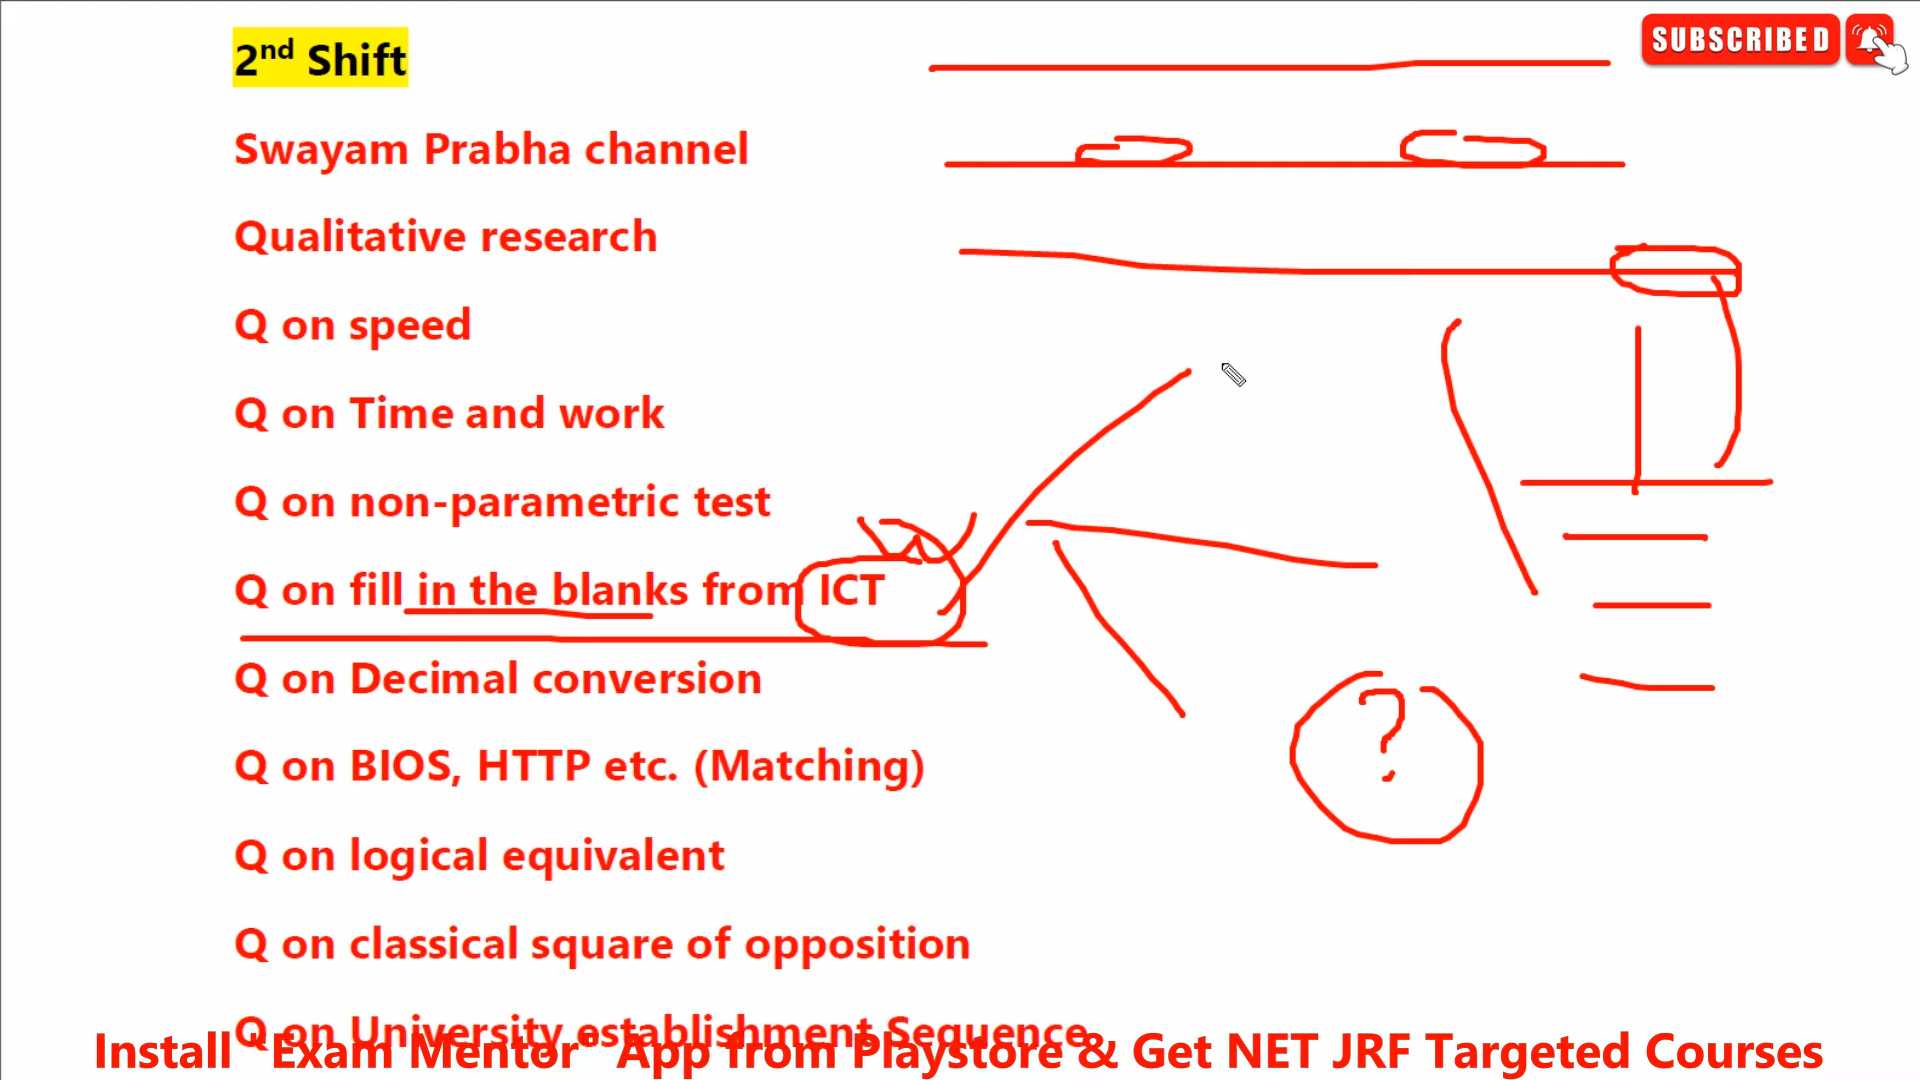 2nd Shift
SUBSCRIBED
Swayam Prabha channel
Qualitative research
Q on speed
Q on Time and work
Q on non-parametric test
Q on fill in the blanks from ICT
Q on Decimal conversion
Q on BIOS, HTTP etc. (Matching)
?
Q on logical equivalent
Q on classical square of opposition
Q on University establishment Sequence
Install "Exam Mentor" App from Playstore & Get NET JRF Targeted Courses